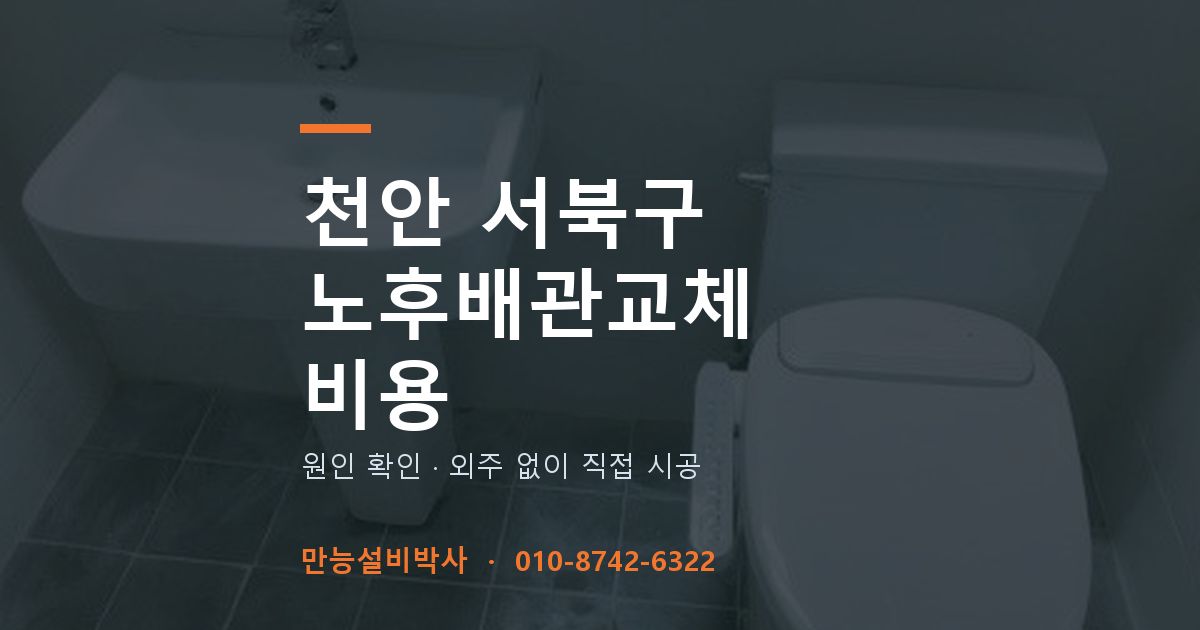 천안 서북구
노후배관교체
비용
원인 확인 · 외주 없이 직접 시공
만능설비박사 · 010-8742-6322